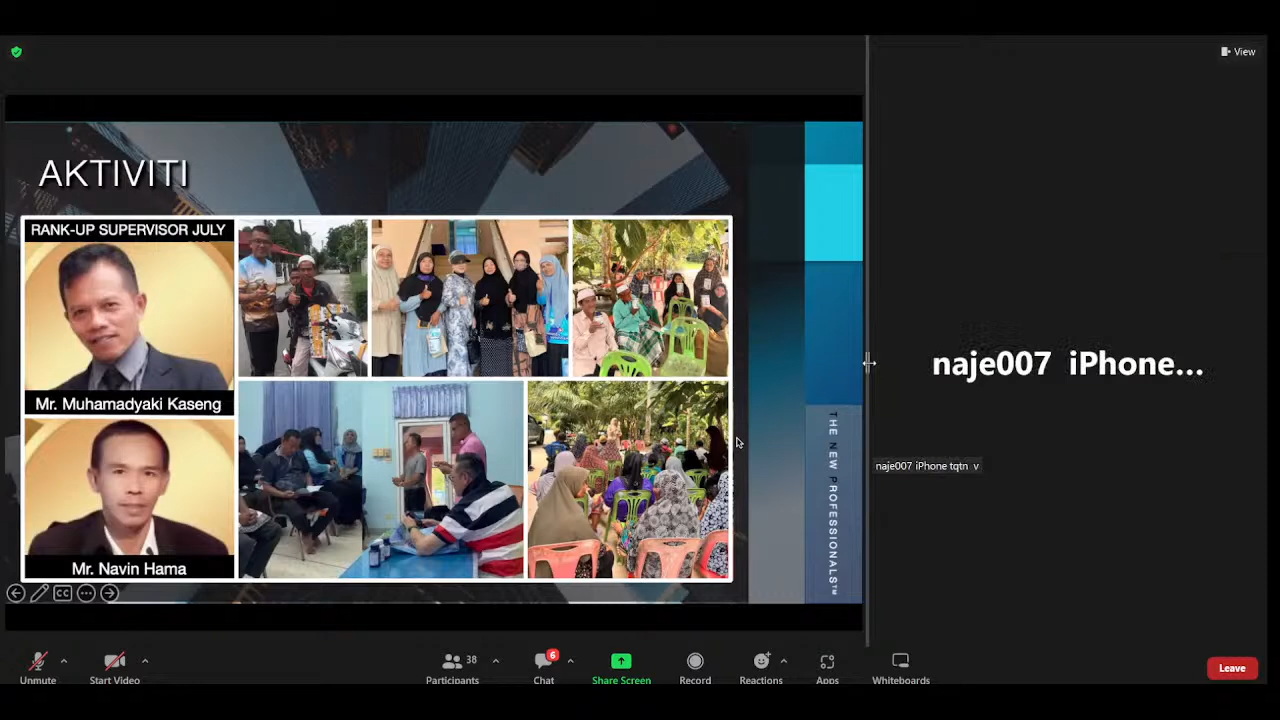 View
AKTIVITI
RANK-UP SUPERVISOR JULY
Mr. Muhamadyaki Kaseng
Mr. Navin Hama
THE NEW PROFESSIONALS™
CC
naje007 iPhone...
naje007 iPhone tqtn v
Unmute
Start Video
38
Participants
6
Chat
Share Screen
Record
Reactions
Apps
Whiteboards
Leave